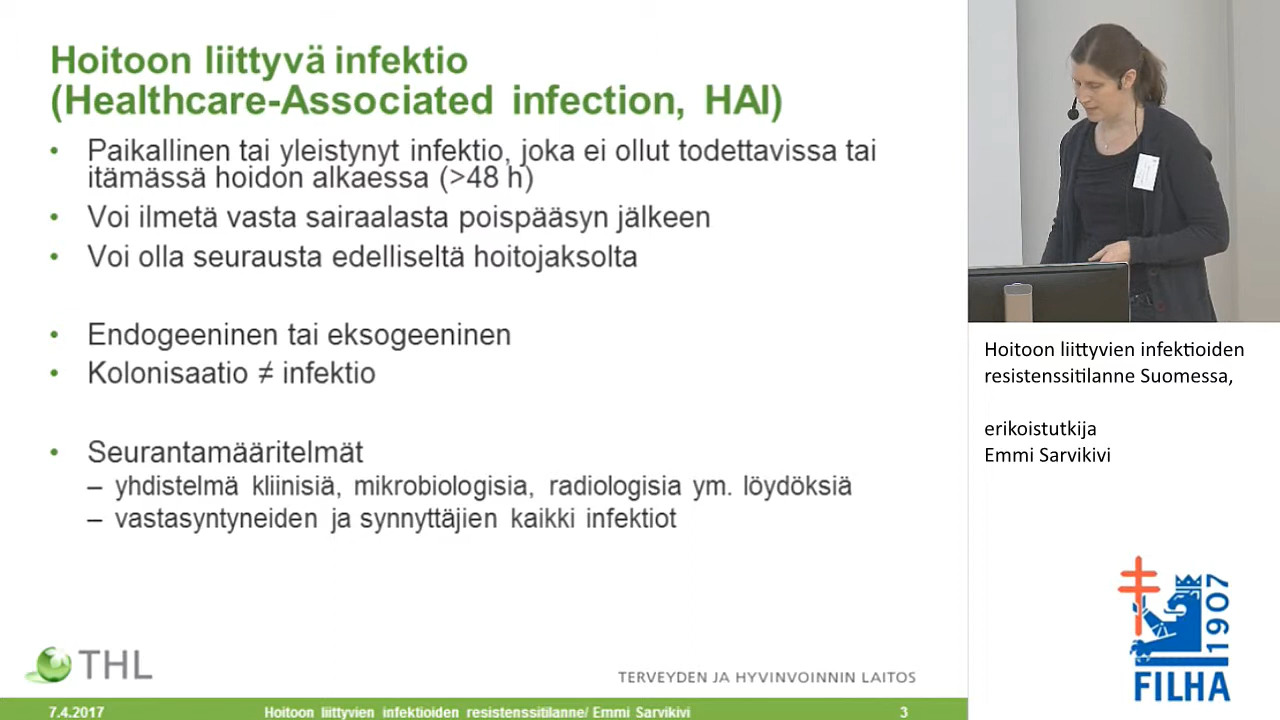 Hoitoon liittyvä infektio
(Healthcare-Associated infection, HAI)
• Paikallinen tai yleistynyt infektio, joka ei ollut todettavissa tai
itämässä hoidon alkaessa (>48 h)
• Voi ilmetä vasta sairaalasta poispääsyn jälkeen
• Voi olla seurausta edelliseltä hoitojaksolta
• Endogeeninen tai eksogeeninen
• Kolonisaatio ≠ infektio
• Seurantamääritelmät
– yhdistelmä kliinisiä, mikrobiologisia, radiologisia ym. löydöksiä
– vastasyntyneiden ja synnyttäjien kaikki infektiot
THL
TERVEYDEN JA HYVINVOINNIN LAITOS
7.4.2017
Hoitoon liittyvien infektioiden resistenssitilanne/ Emmi Sarvikivi
3
Hoitoon liittyvien infektioiden
resistenssitilanne Suomessa,
erikoistutkija
Emmi Sarvikivi
1907
FILHA